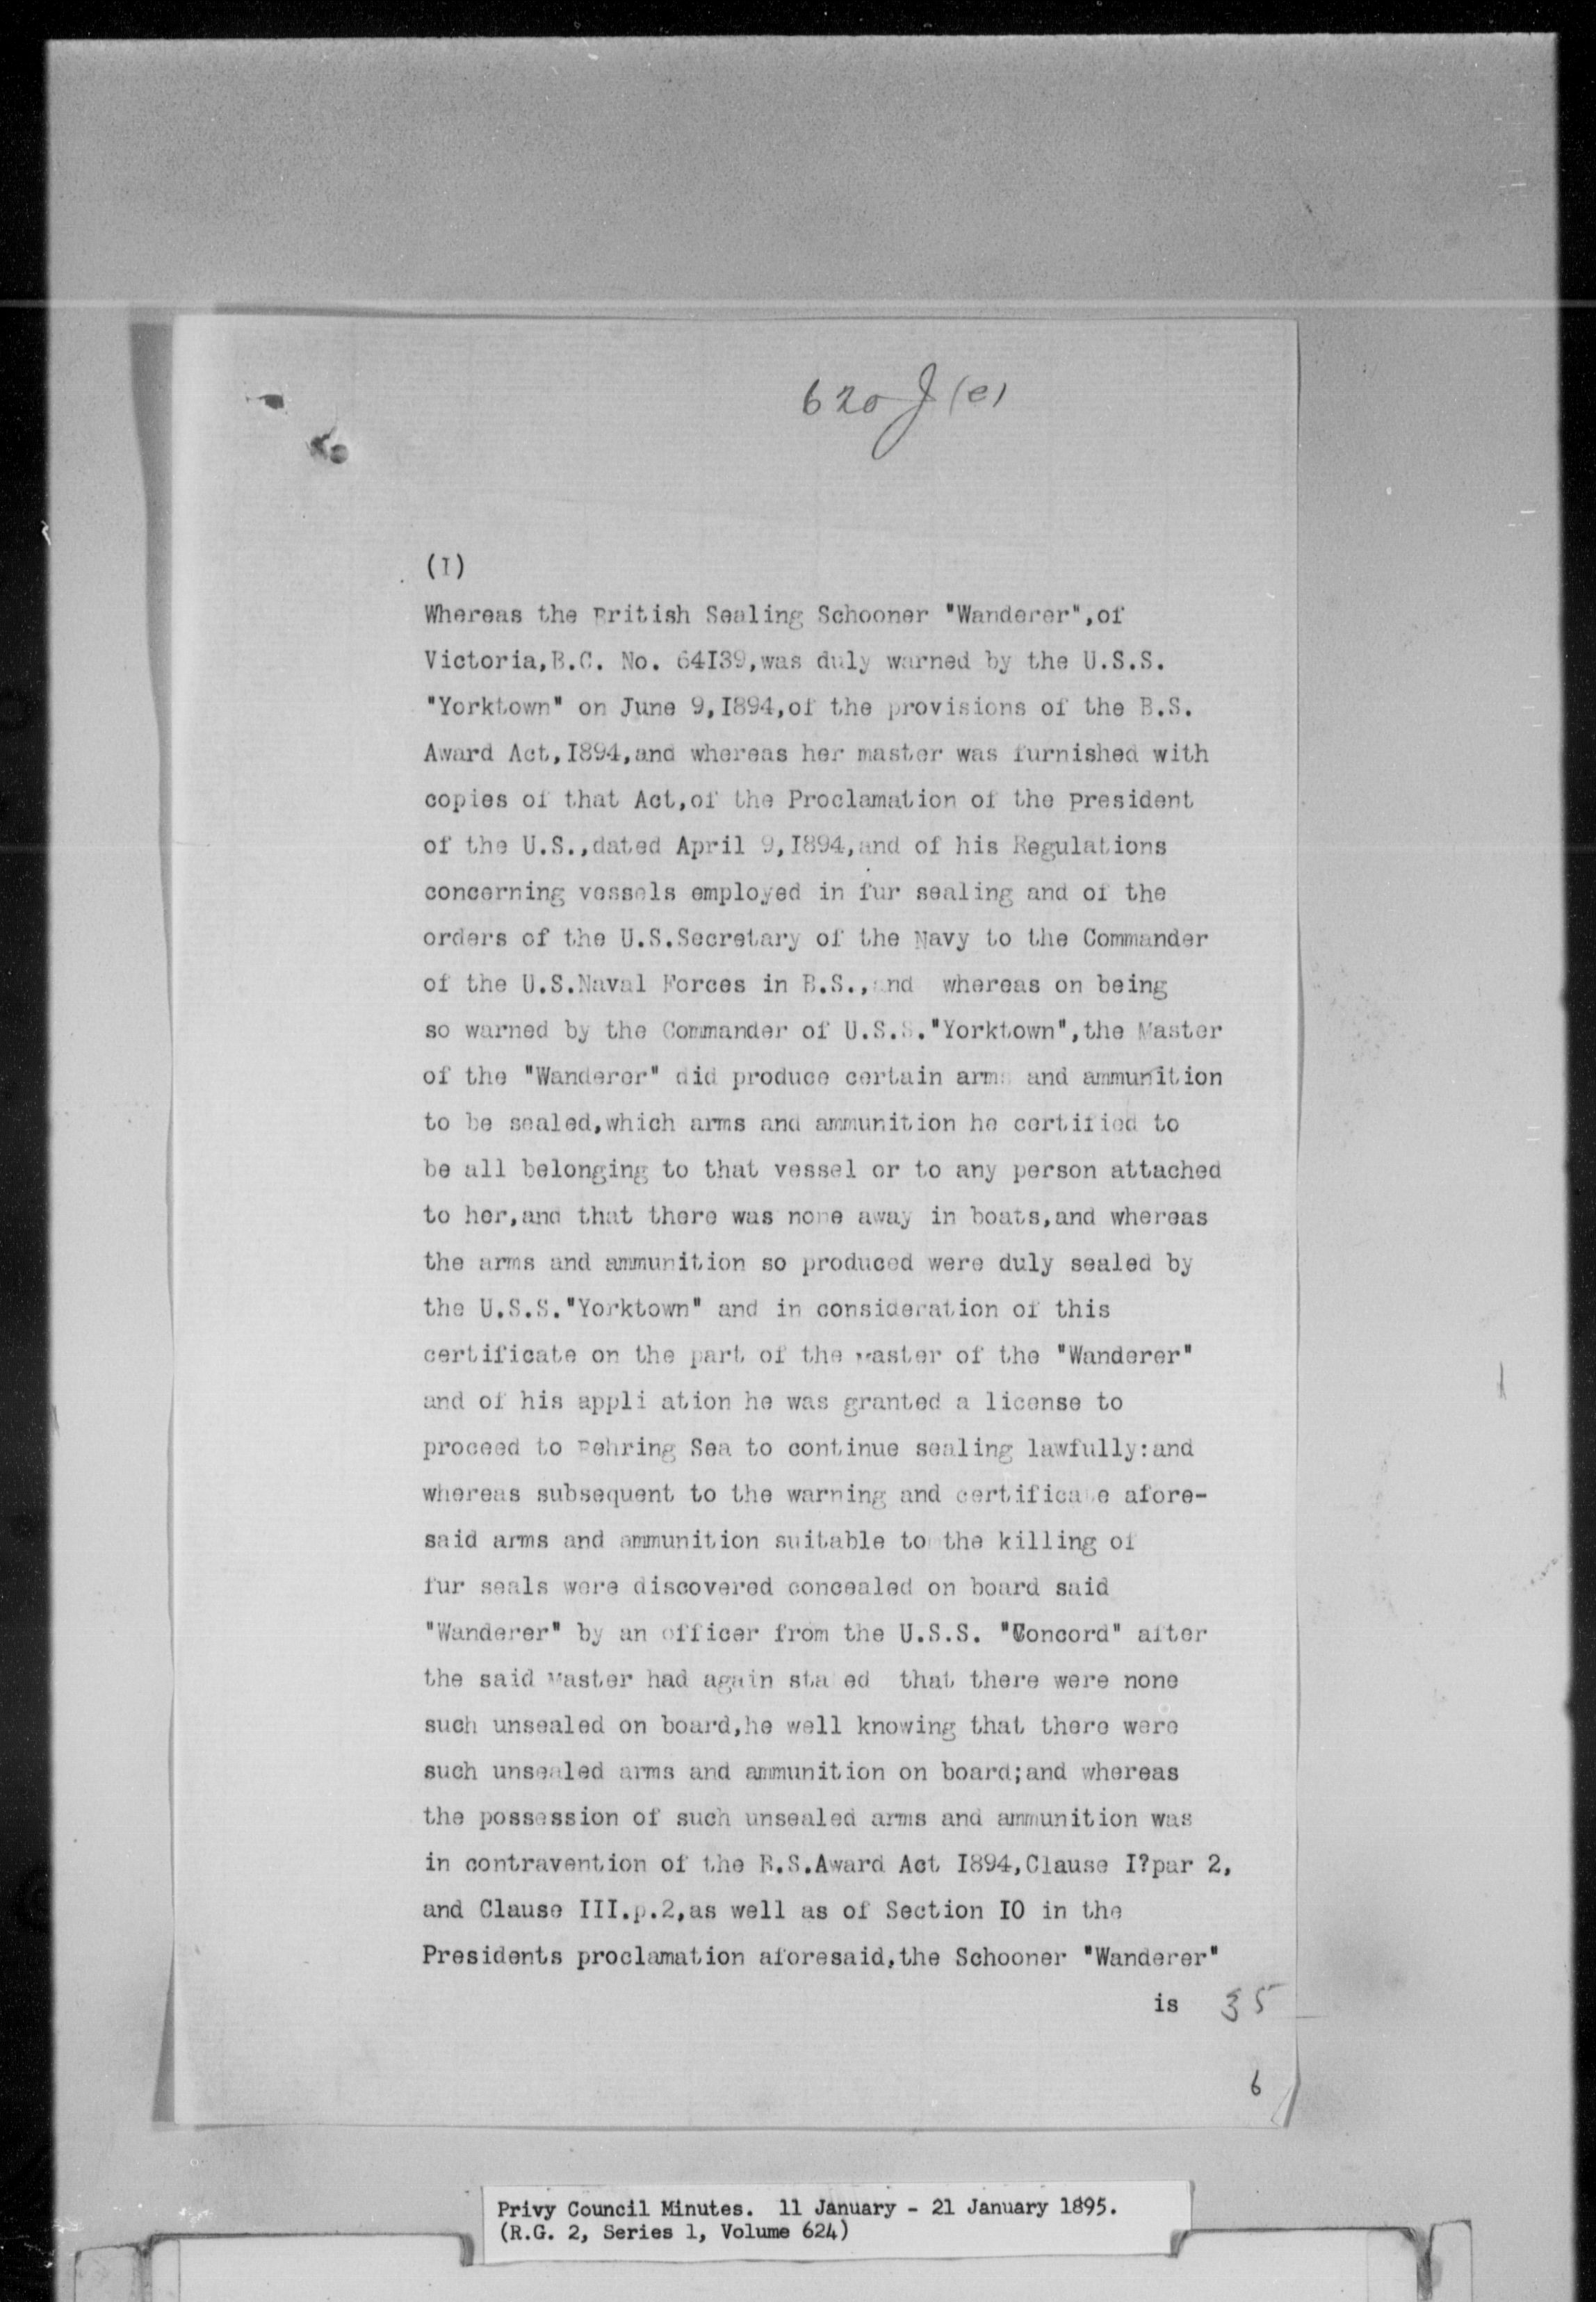 620 J (e)
(I)
Whereas the British Sealing Schooner "Wanderer",of
Victoria,B.C. No. 64I39,was duly warned by the U.S.S.
"Yorktown" on June 9,I894,of the provisions of the B.S.
Award Act,I894,and whereas her master was furnished with
copies of that Act,of the Proclamation of the President
of the U.S.,dated April 9,I894,and of his Regulations
concerning vessels employed in fur sealing and of the
orders of the U.S.Secretary of the Navy to the Commander
of the U.S.Naval Forces in B.S.,and whereas on being
so warned by the Commander of U.S.S."Yorktown",the Master
of the "Wanderer" did produce certain arms and ammunition
to be sealed,which arms and ammunition he certified to
be all belonging to that vessel or to any person attached
to her,and that there was none away in boats,and whereas
the arms and ammunition so produced were duly sealed by
the U.S.S."Yorktown" and in consideration of this
certificate on the part of the Master of the "Wanderer"
and of his appli ation he was granted a license to
proceed to Behring Sea to continue sealing lawfully:and
whereas subsequent to the warning and certificate afore-
said arms and ammunition suitable to the killing of
fur seals were discovered concealed on board said
"Wanderer" by an officer from the U.S.S. "Concord" after
the said Master had again sta ed that there were none
such unsealed on board,he well knowing that there were
such unsealed arms and ammunition on board;and whereas
the possession of such unsealed arms and ammunition was
in contravention of the B.S.Award Act I894,Clause I?par 2,
and Clause III.p.2,as well as of Section IO in the
Presidents proclamation aforesaid,the Schooner "Wanderer"
is 35
6
Privy Council Minutes. 11 January - 21 January 1895.
(R.G. 2, Series 1, Volume 624)